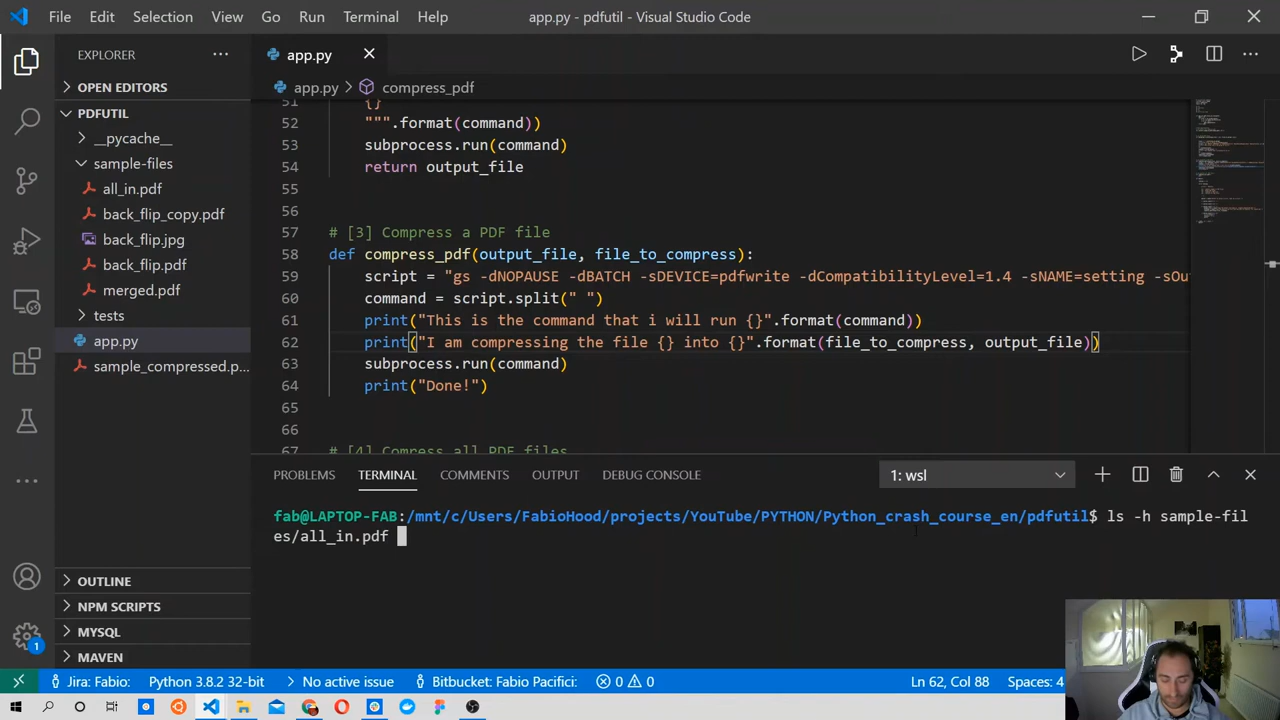 File Edit Selection View Go Run Terminal Help app.py - pdfutil - Visual Studio Code
EXPLORER ···
app.py
OPEN EDITORS
app.py > compress_pdf
PDFUTIL
__pycache__
sample-files
all_in.pdf
back_flip_copy.pdf
back_flip.jpg
back_flip.pdf
merged.pdf
tests
app.py
sample_compressed.p...
51 {}
52 """.format(command))
53 subprocess.run(command)
54 return output_file
55
56
57 # [3] Compress a PDF file
58 def compress_pdf(output_file, file_to_compress):
59 script = "gs -dNOPAUSE -dBATCH -sDEVICE=pdfwrite -dCompatibilityLevel=1.4 -sNAME=setting -sOu
60 command = script.split(" ")
61 print("This is the command that i will run {}".format(command))
62 print("I am compressing the file {} into {}".format(file_to_compress, output_file))
63 subprocess.run(command)
64 print("Done!")
65
66
67 # [4] Compress all PDF files
PROBLEMS TERMINAL COMMENTS OUTPUT DEBUG CONSOLE 1: wsl
fab@LAPTOP-FAB:/mnt/c/Users/FabioHood/projects/YouTube/PYTHON/Python_crash_course_en/pdfutil$ ls -h sample-fil
es/all_in.pdf
OUTLINE
NPM SCRIPTS
MYSQL
MAVEN
1
Jira: Fabio: Python 3.8.2 32-bit No active issue Bitbucket: Fabio Pacifici: 0 0 Ln 62, Col 88 Spaces: 4